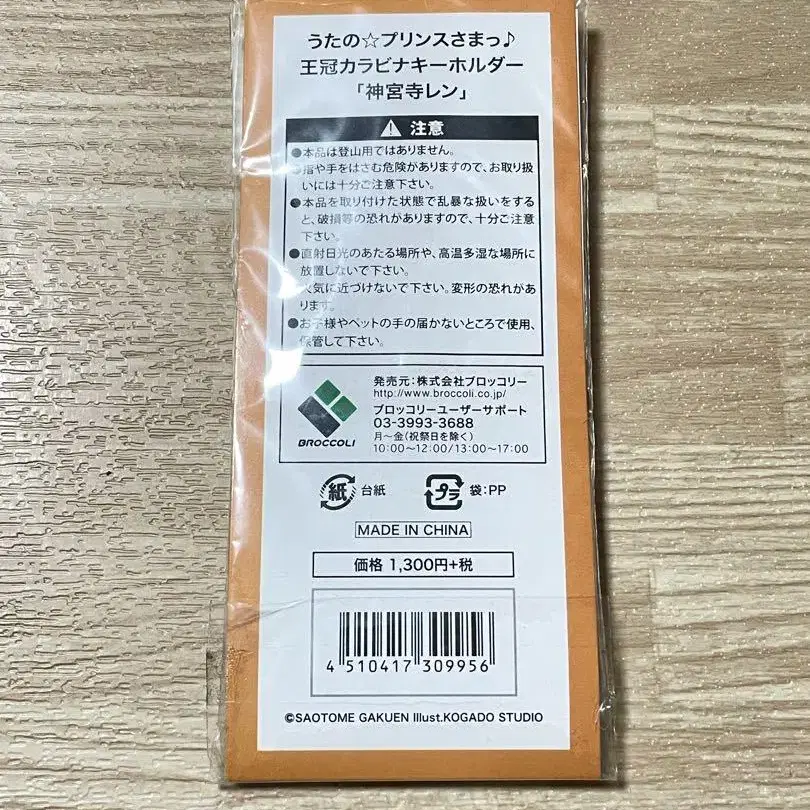 うたの☆プリンスさまっ♪
王冠カラビナキーホルダー
「神宮寺レン」
注意
●本品は登山用ではありません。
●指や手をはさむ危険がありますので、お取り扱
いには十分ご注意下さい。
●本品を取り付けた状態で乱暴な扱いをする
と、破損等の恐れがありますので、十分ご注意
下さい。
●直射日光のあたる場所や、高温多湿な場所に
放置しないで下さい。
火気に近づけないで下さい。変形の恐れがあ
ります。
●お子様やペットの手の届かないところで使用、
保管して下さい。
BROCCOLI
発売元:株式会社ブロッコリー
http://www.broccoli.co.jp/
ブロッコリーユーザーサポート
03-3993-3688
月〜金(祝祭日を除く)
10:00〜12:00/13:00〜17:00
紙 台紙 プラ 袋:PP
MADE IN CHINA
価格 1,300円+税
4 510417 309956
©SAOTOME GAKUEN Illust.KOGADO STUDIO